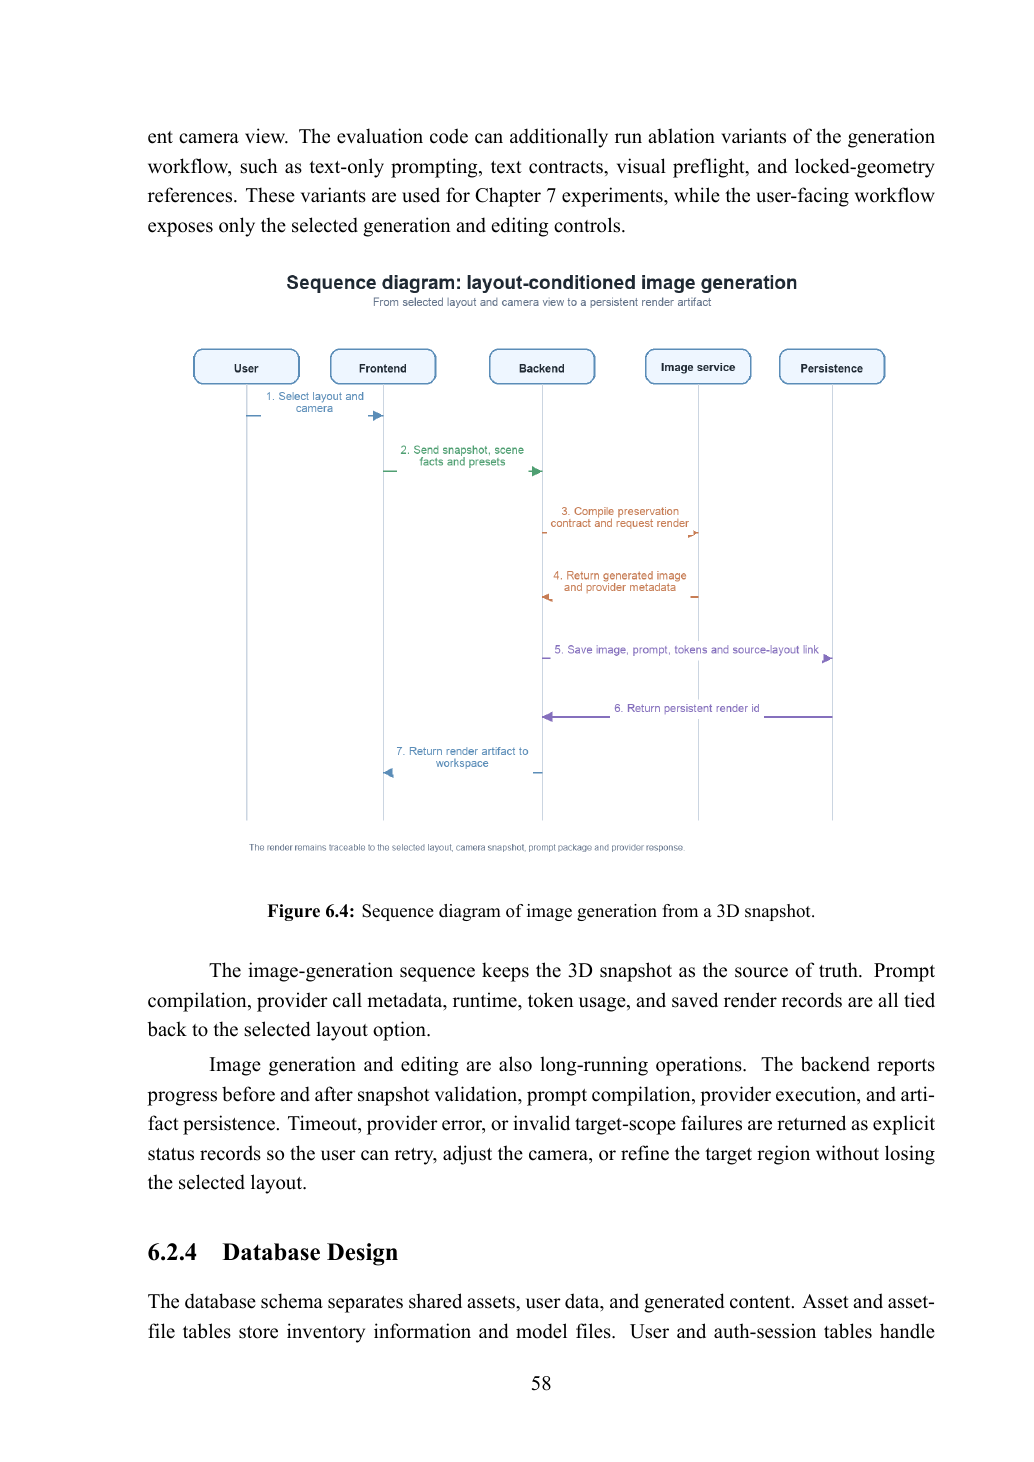 ent camera view. The evaluation code can additionally run ablation variants of the generation
workflow, such as text-only prompting, text contracts, visual preflight, and locked-geometry
references. These variants are used for Chapter 7 experiments, while the user-facing workflow
exposes only the selected generation and editing controls.
Sequence diagram: layout-conditioned image generation
From selected layout and camera view to a persistent render artifact
User
Frontend
Backend
Image service
Persistence
1. Select layout and
camera
2. Send snapshot, scene
facts and presets
3. Compile preservation
contract and request render
4. Return generated image
and provider metadata
5. Save image, prompt, tokens and source-layout link
6. Return persistent render id
7. Return render artifact to
workspace
The render remains traceable to the selected layout, camera snapshot, prompt package and provider response.
Figure 6.4: Sequence diagram of image generation from a 3D snapshot.
The image-generation sequence keeps the 3D snapshot as the source of truth. Prompt
compilation, provider call metadata, runtime, token usage, and saved render records are all tied
back to the selected layout option.
Image generation and editing are also long-running operations. The backend reports
progress before and after snapshot validation, prompt compilation, provider execution, and arti-
fact persistence. Timeout, provider error, or invalid target-scope failures are returned as explicit
status records so the user can retry, adjust the camera, or refine the target region without losing
the selected layout.
6.2.4 Database Design
The database schema separates shared assets, user data, and generated content. Asset and asset-
file tables store inventory information and model files. User and auth-session tables handle
58